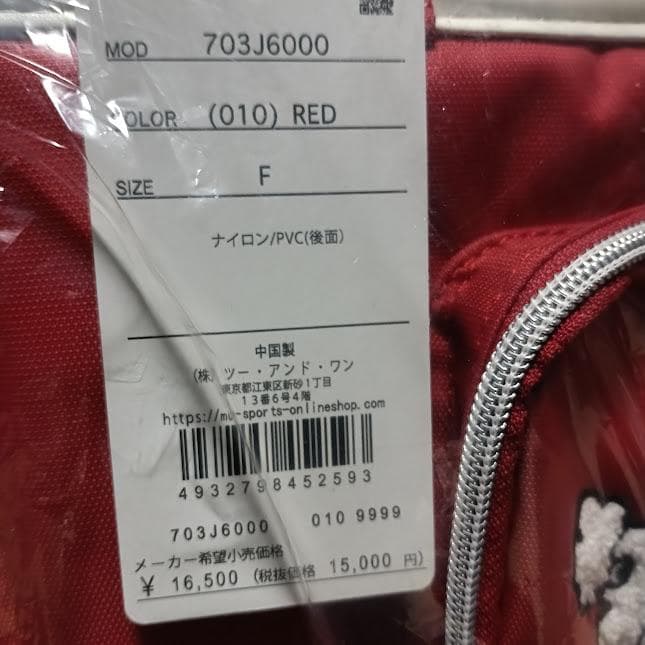 MOD 703J6000
COLOR (010) RED
SIZE F
ナイロン/PVC(後面)
中国製
(株) ツー・アンド・ワン
東京都江東区新砂1丁目
13番6号4階
https://mu-sports-onlineshop.com
4932798452593
703J6000 010 9999
メーカー希望小売価格
¥ 16,500 (税抜価格 15,000 円)